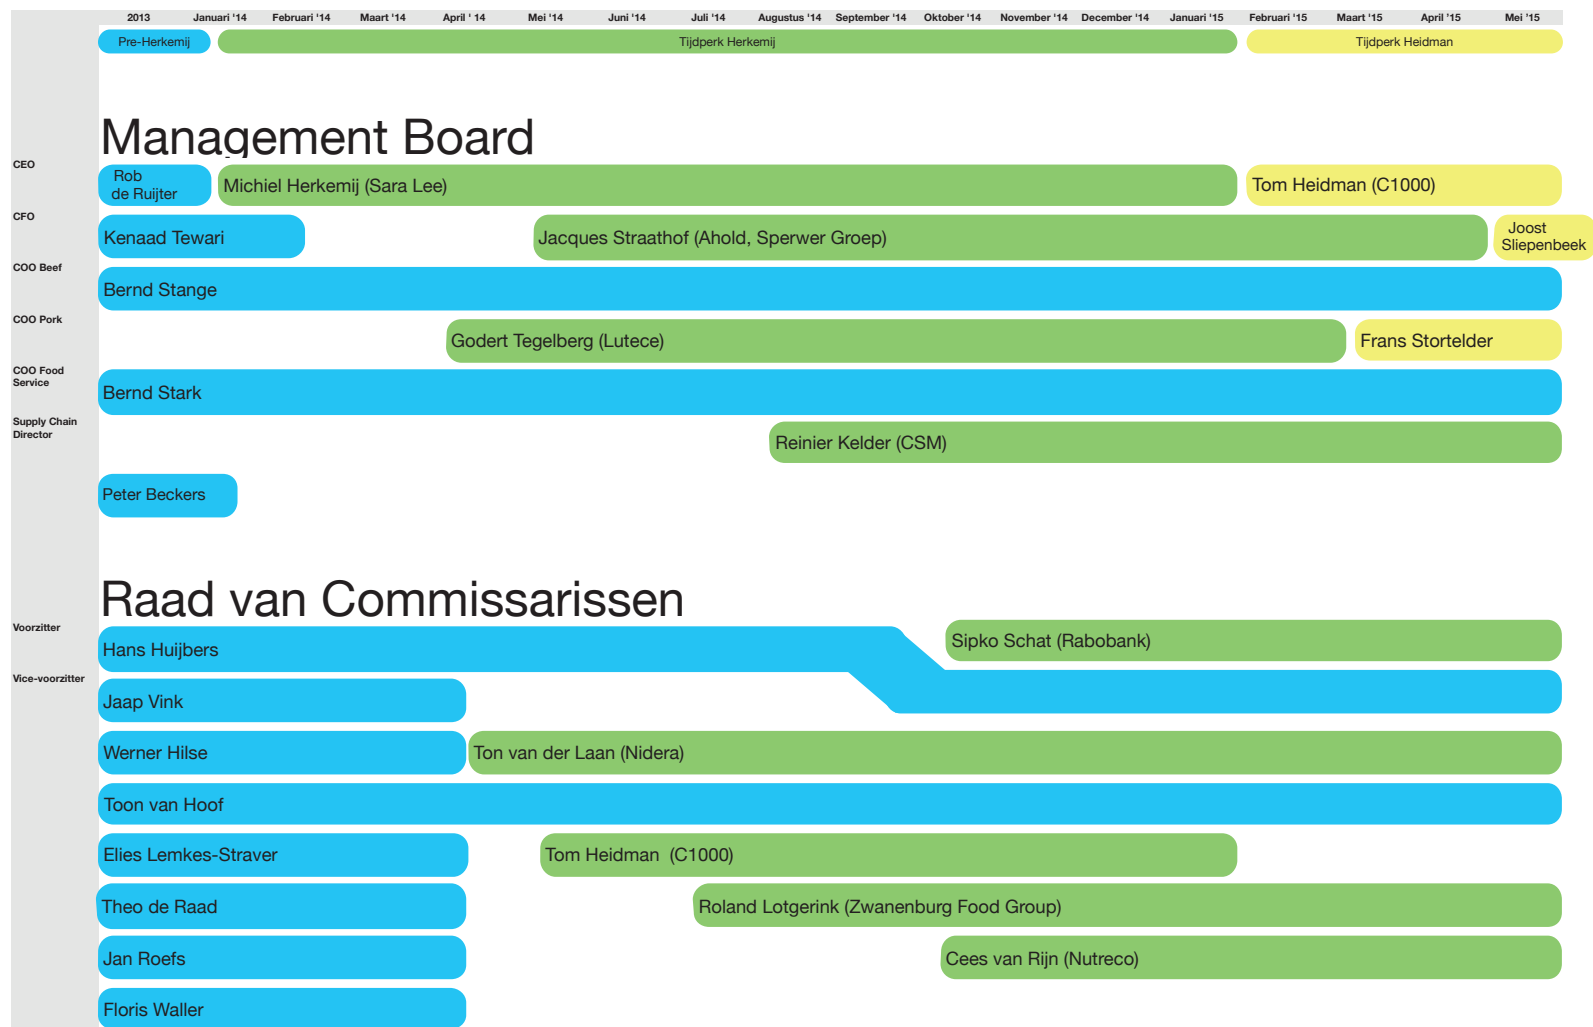 2013 Januari '14 Februari '14 Maart '14 April ' 14 Mei '14 Juni '14 Juli '14 Augustus '14 September '14 Oktober '14 November '14 December '14 Januari '15 Februari '15 Maart '15 April '15 Mei '15
Pre-Herkemij Tijdperk Herkemij Tijdperk Heidman
Management Board
CEO
Rob
de Ruijter
Michiel Herkemij (Sara Lee)
Tom Heidman (C1000)
CFO
Kenaad Tewari
Jacques Straathof (Ahold, Sperwer Groep)
Joost
Sliepenbeek
COO Beef
Bernd Stange
COO Pork
Godert Tegelberg (Lutece)
Frans Stortelder
COO Food
Service
Bernd Stark
Supply Chain
Director
Reinier Kelder (CSM)
Peter Beckers
Raad van Commissarissen
Voorzitter
Hans Huijbers
Sipko Schat (Rabobank)
Vice-voorzitter
Jaap Vink
Werner Hilse
Ton van der Laan (Nidera)
Toon van Hoof
Elies Lemkes-Straver
Tom Heidman (C1000)
Theo de Raad
Roland Lotgerink (Zwanenburg Food Group)
Jan Roefs
Cees van Rijn (Nutreco)
Floris Waller